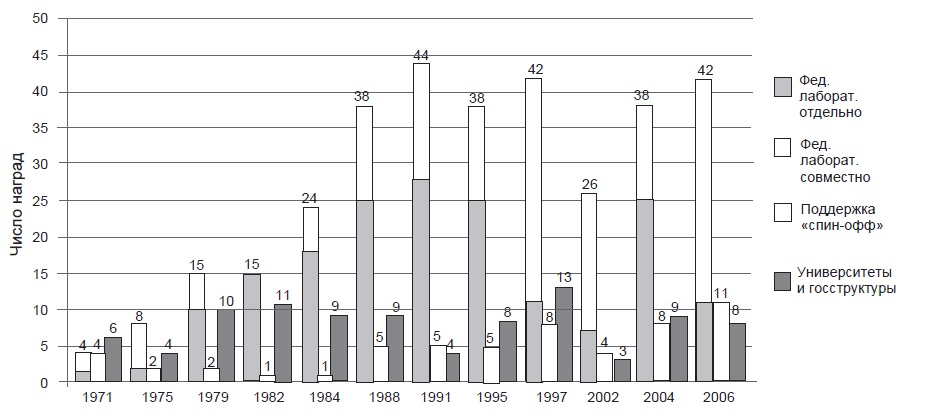 50
45
40
35
30
25
20
15
10
5
0
Число наград
4 4 6
8 2 4
15 2 10
15 1 11
24 1 9
38 5 9
44 5 4
38 5 8
42 8 13
26 4 3
38 8 9
42 11 8
1971 1975 1979 1982 1984 1988 1991 1995 1997 2002 2004 2006
Фед.
лаборат.
отдельно
Фед.
лаборат.
совместно
Поддержка
«спин-офф»
Университеты
и госструктуры